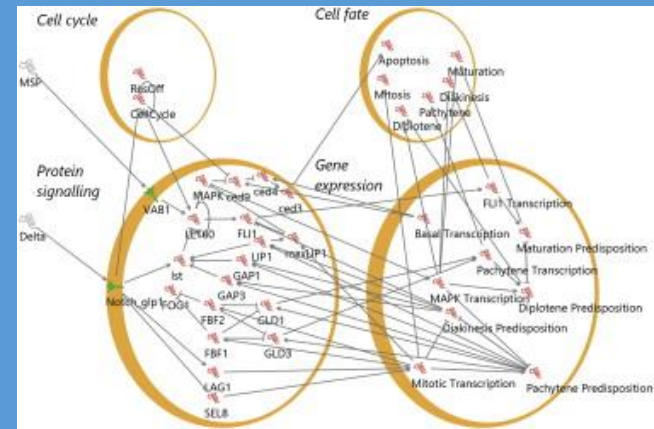 Cell cycle
Cell fate
MSP
ResOff
CellCycle
Apoptosis
Maturation
Mitosis
Diakinesis
Pachytene
Diplotene
Protein
signalling
Gene
expression
Delta
VAB1
MAPK
ced9
ced4
ced3
LET60
FLI1
LIP1
maxLIP1
lst
GAP1
GAP3
Notch_glp1
FOG1
FBF2
GLD1
FBF1
GLD3
LAG1
SEL8
FLI1 Transcription
Basal Transcription
Maturation Predisposition
Pachytene Transcription
MAPK Transcription
Diplotene Predisposition
Diakinesis Predisposition
Mitotic Transcription
Pachytene Predisposition